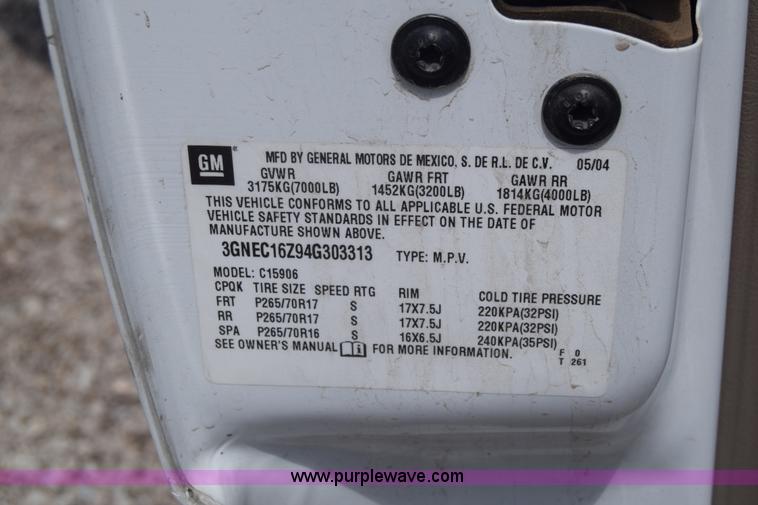 GM
MFD BY GENERAL MOTORS DE MEXICO, S. DE R.L. DE C.V. 05/04
GVWR GAWR FRT GAWR RR
3175KG(7000LB) 1452KG(3200LB) 1814KG(4000LB)
THIS VEHICLE CONFORMS TO ALL APPLICABLE U.S. FEDERAL MOTOR
VEHICLE SAFETY STANDARDS IN EFFECT ON THE DATE OF
MANUFACTURE SHOWN ABOVE.
3GNEC16Z94G303313 TYPE: M.P.V.
MODEL: C15906
CPQK TIRE SIZE SPEED RTG RIM COLD TIRE PRESSURE
FRT P265/70R17 S 17X7.5J 220KPA(32PSI)
RR P265/70R17 S 17X7.5J 220KPA(32PSI)
SPA P265/70R16 S 16X6.5J 240KPA(35PSI)
SEE OWNER'S MANUAL FOR MORE INFORMATION.
F 0
T 261
www.purplewave.com